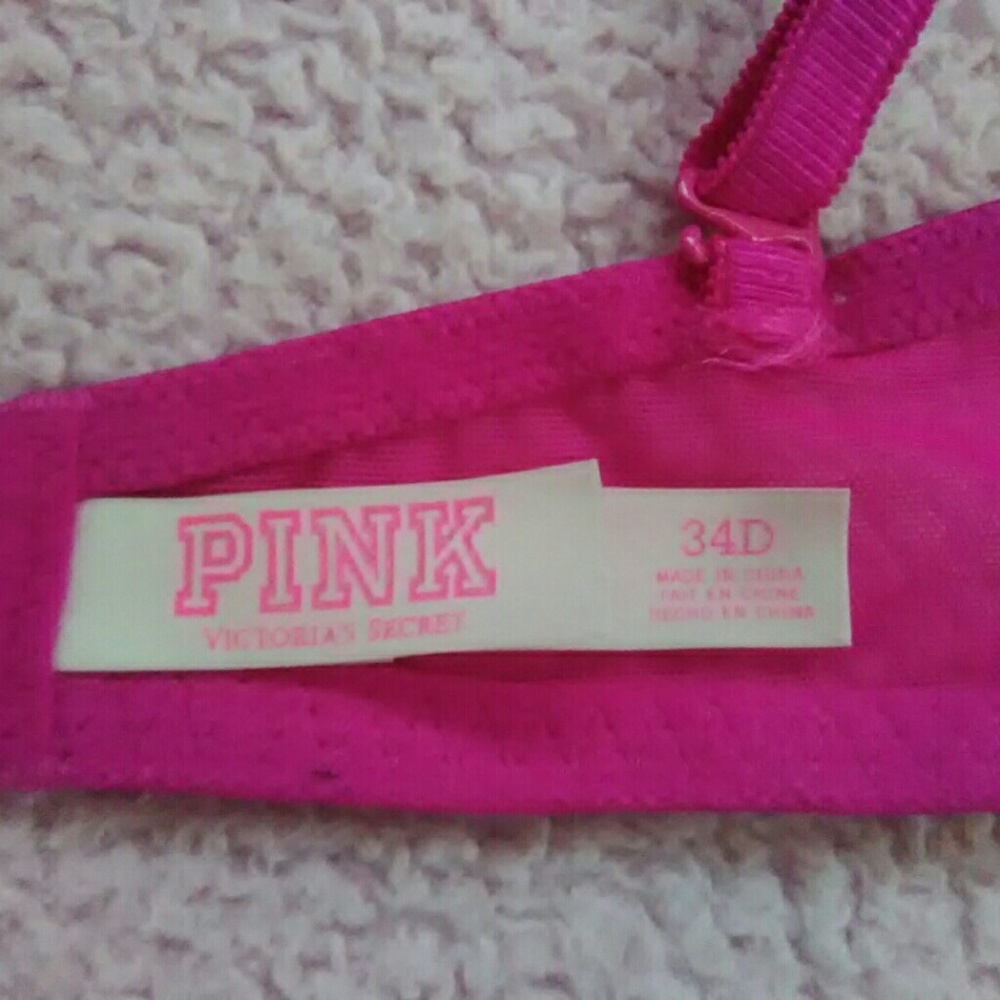 PINK
VICTORIA'S SECRET
34D
MADE IN CHINA
FAIT EN CHINE
HECHO EN CHINA